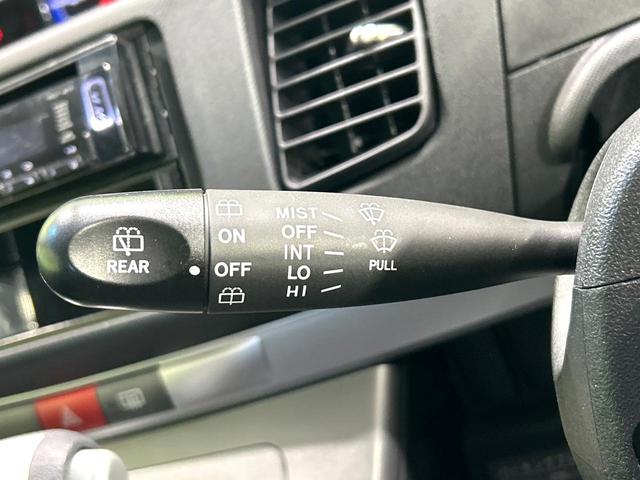 REAR
ON
OFF
MIST
OFF
INT
LO
HI
PULL